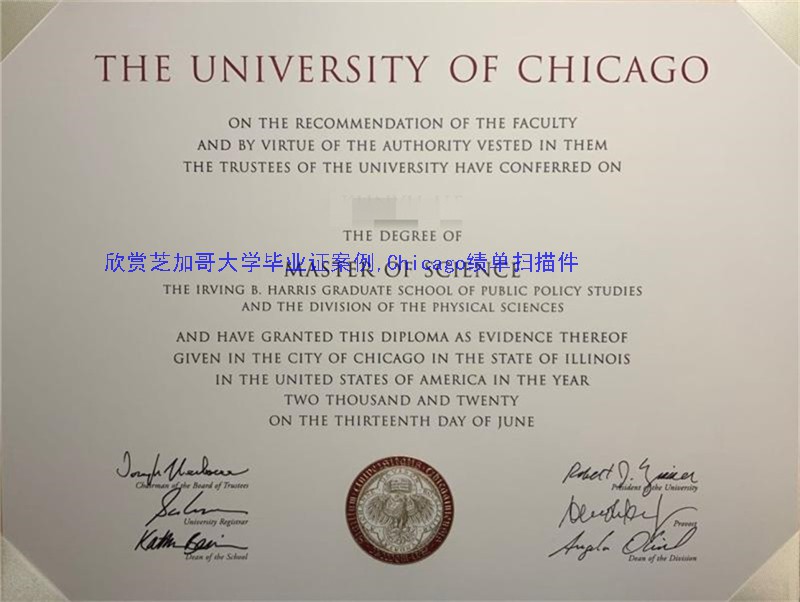 THE UNIVERSITY OF CHICAGO
ON THE RECOMMENDATION OF THE FACULTY
AND BY VIRTUE OF THE AUTHORITY VESTED IN THEM
THE TRUSTEES OF THE UNIVERSITY HAVE CONFERRED ON
THE DEGREE OF
欣赏芝加哥大学毕业证案例,Chicago绩单扫描件
MASTER OF SCIENCE
THE IRVING B. HARRIS GRADUATE SCHOOL OF PUBLIC POLICY STUDIES
AND THE DIVISION OF THE PHYSICAL SCIENCES
AND HAVE GRANTED THIS DIPLOMA AS EVIDENCE THEREOF
GIVEN IN THE CITY OF CHICAGO IN THE STATE OF ILLINOIS
IN THE UNITED STATES OF AMERICA IN THE YEAR
TWO THOUSAND AND TWENTY
ON THE THIRTEENTH DAY OF JUNE
Chairman of the Board of Trustees
University Registrar
Dean of the School
Robert J.
President of the University
Provost
Dean of the Division